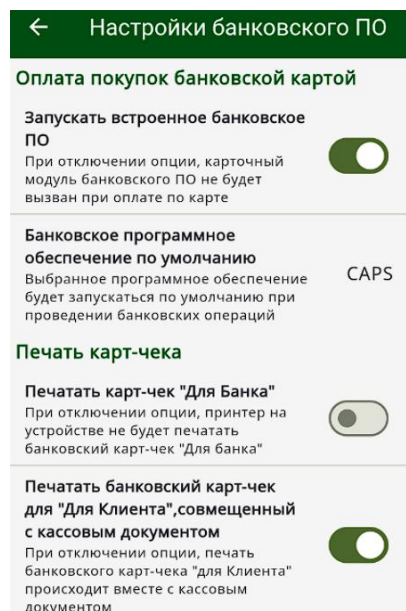 Настройки банковского ПО
Оплата покупок банковской картой
Запускать встроенное банковское
ПО
При отключении опции, карточный
модуль банковского ПО не будет
вызван при оплате по карте
Банковское программное
обеспечение по умолчанию
Выбранное программное обеспечение
будет запускаться по умолчанию при
проведении банковских операций
CAPS
Печать карт-чека
Печатать карт-чек "Для Банка"
При отключении опции, принтер на
устройстве не будет печатать
банковский карт-чек "Для банка"
Печатать банковский карт-чек
для "Для Клиента",совмещенный
с кассовым документом
При отключении опции, печать
банковского карт-чека "для Клиента"
происходит вместе с кассовым
документом